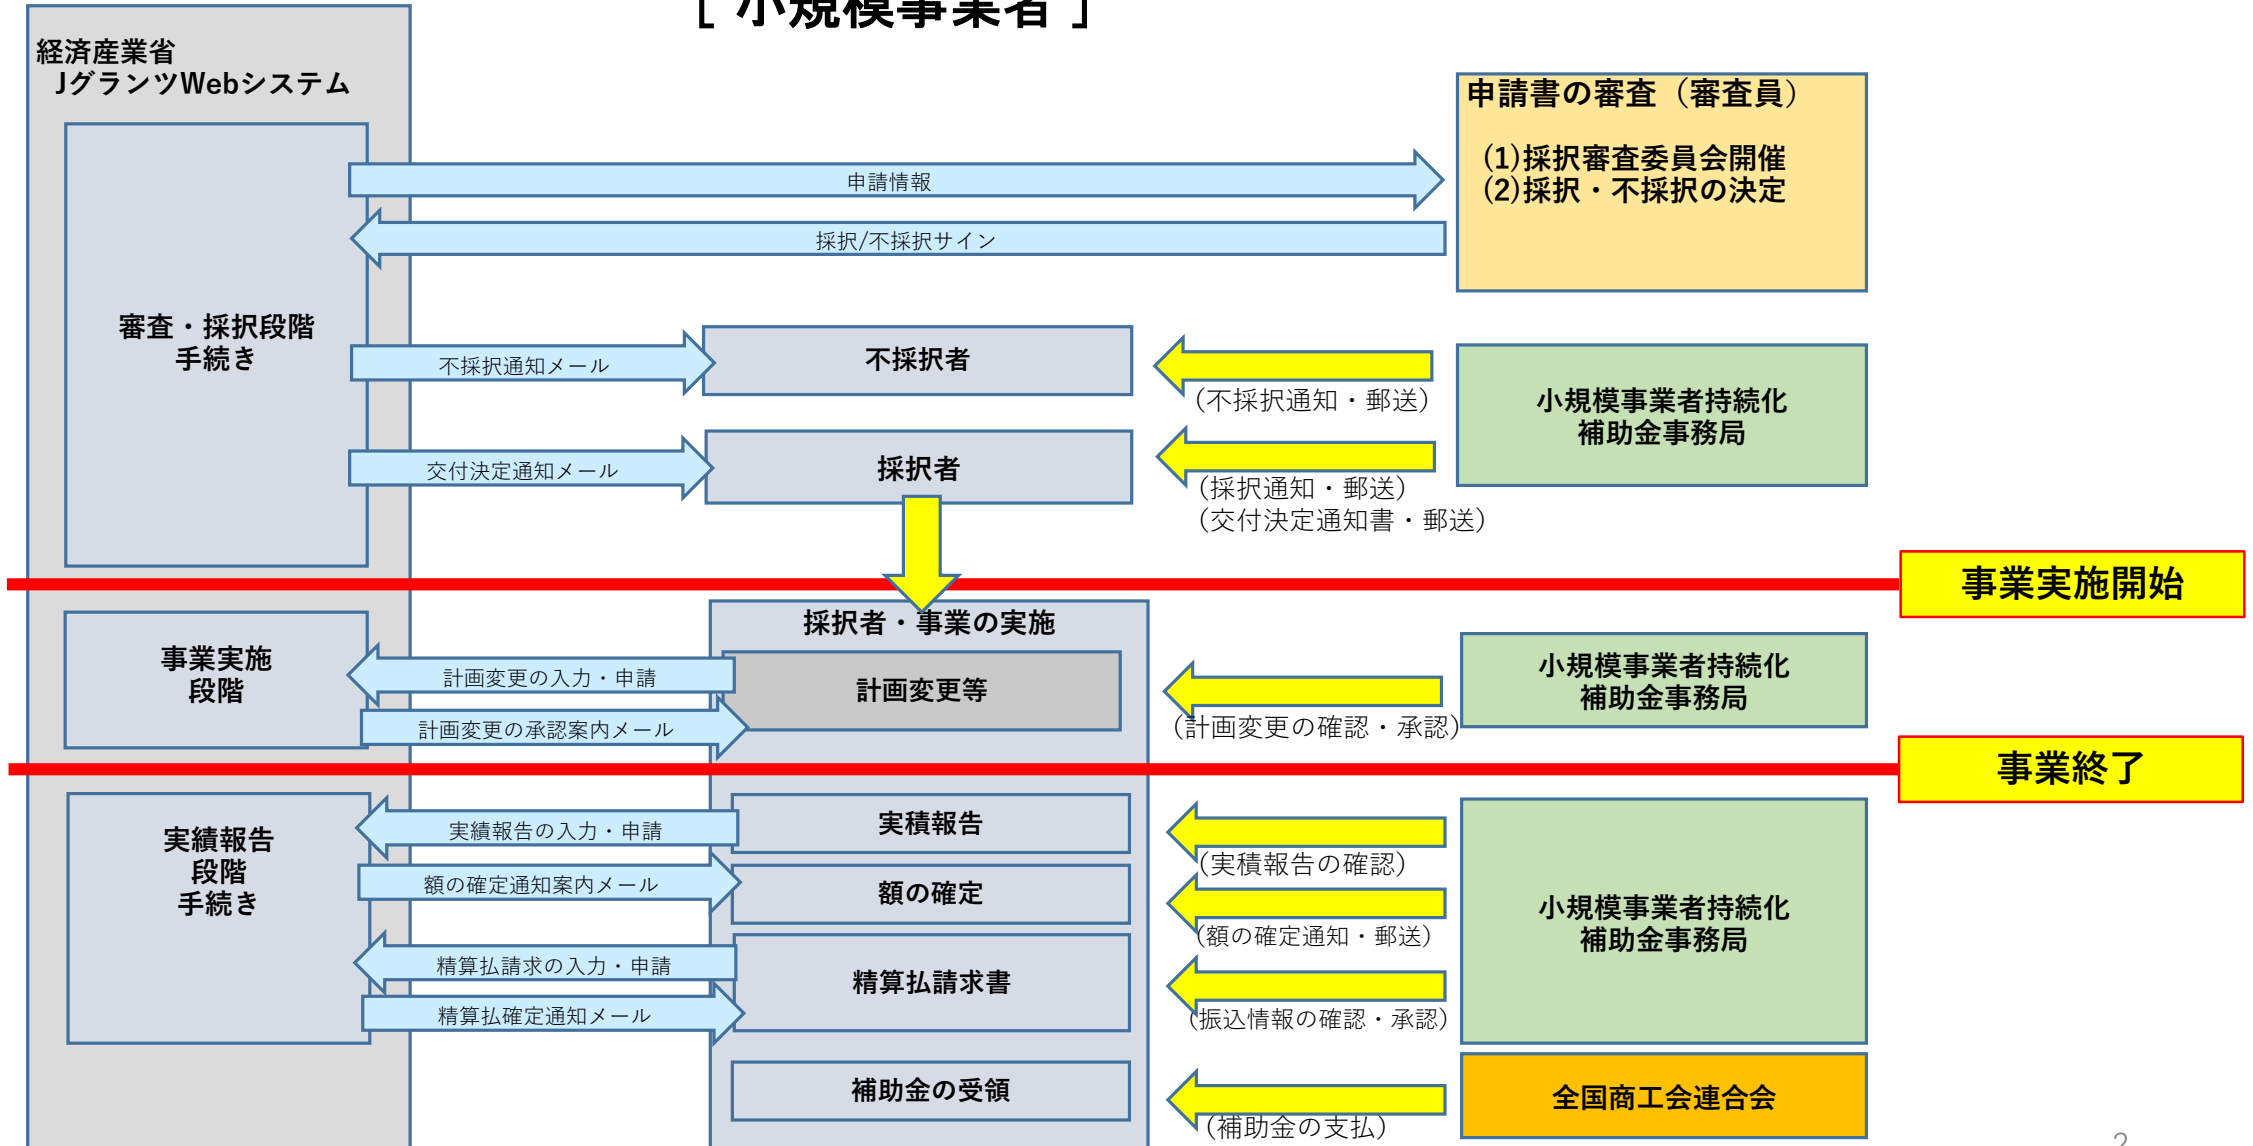 [ 小規模事業者 ]
経済産業省
JグランツWebシステム
申請書の審査（審査員）
(1)採択審査委員会開催
(2)採択・不採択の決定
申請情報
採択/不採択サイン
審査・採択段階
手続き
不採択通知メール
不採択者
(不採択通知・郵送)
小規模事業者持続化
補助金事務局
交付決定通知メール
採択者
(採択通知・郵送)
(交付決定通知書・郵送)
事業実施開始
採択者・事業の実施
事業実施
段階
計画変更の入力・申請
計画変更等
計画変更の承認案内メール
(計画変更の確認・承認)
小規模事業者持続化
補助金事務局
事業終了
実績報告
段階
手続き
実績報告の入力・申請
実積報告
(実積報告の確認)
額の確定通知案内メール
額の確定
(額の確定通知・郵送)
小規模事業者持続化
補助金事務局
精算払請求の入力・申請
精算払請求書
精算払確定通知メール
(振込情報の確認・承認)
補助金の受領
(補助金の支払)
全国商工会連合会
2